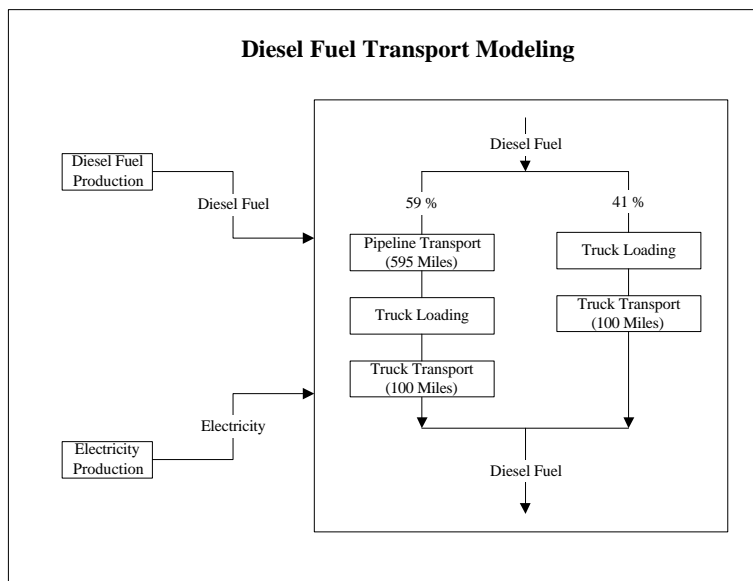 Diesel Fuel Transport Modeling
Diesel Fuel
Diesel Fuel
Production
Diesel Fuel
59 %
41 %
Pipeline Transport
(595 Miles)
Truck Loading
Truck Loading
Truck Transport
(100 Miles)
Truck Transport
(100 Miles)
Electricity
Electricity
Production
Diesel Fuel